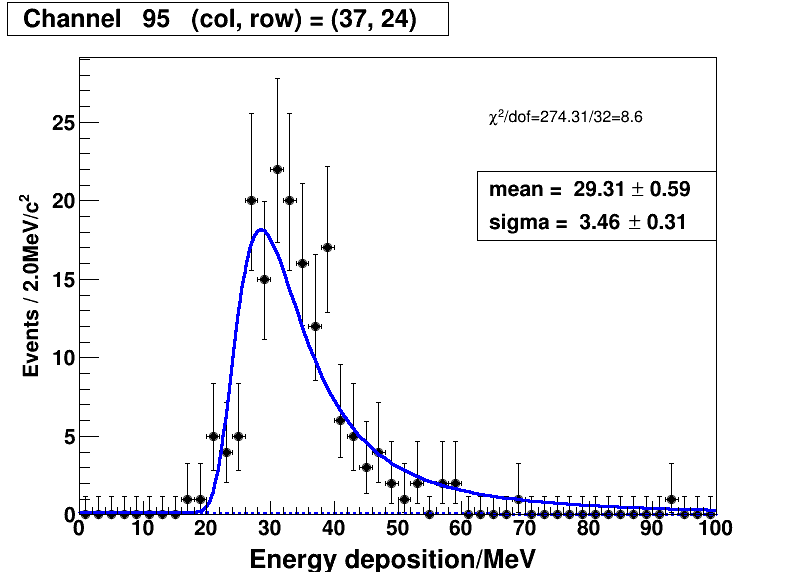 Channel 95 (col, row) = (37, 24)
χ²/dof=274.31/32=8.6
mean = 29.31 ± 0.59
sigma = 3.46 ± 0.31
Events / 2.0MeV/c²
25
20
15
10
5
0
0 10 20 30 40 50 60 70 80 90 100
Energy deposition/MeV